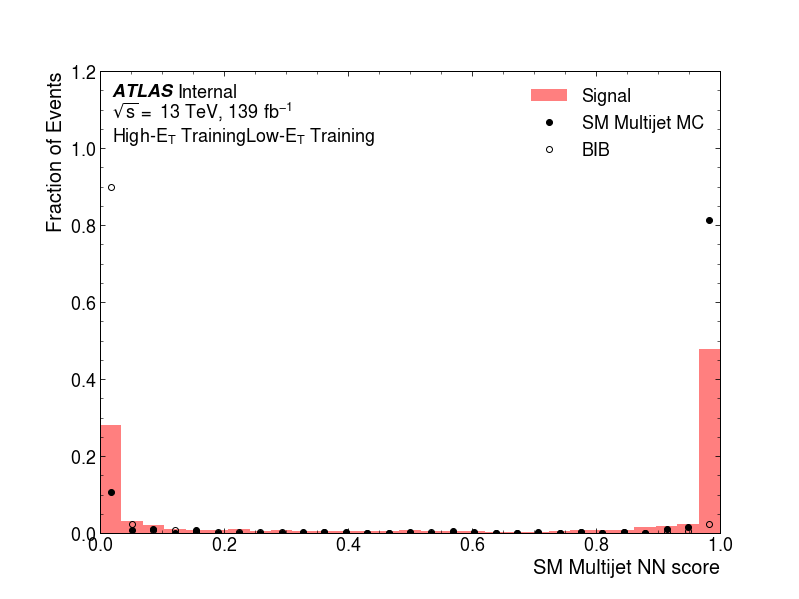 ATLAS Internal
√s = 13 TeV, 139 fb⁻¹
High-E_T TrainingLow-E_T Training
Signal
SM Multijet MC
BIB
Fraction of Events
1.2
1.0
0.8
0.6
0.4
0.2
0.0
0.0 0.2 0.4 0.6 0.8 1.0
SM Multijet NN score